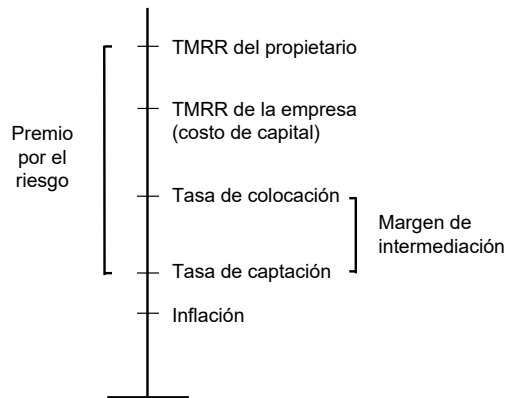 TMRR del propietario
TMRR de la empresa
(costo de capital)
Premio
por el
riesgo
Tasa de colocación
Margen de
intermediación
Tasa de captación
Inflación